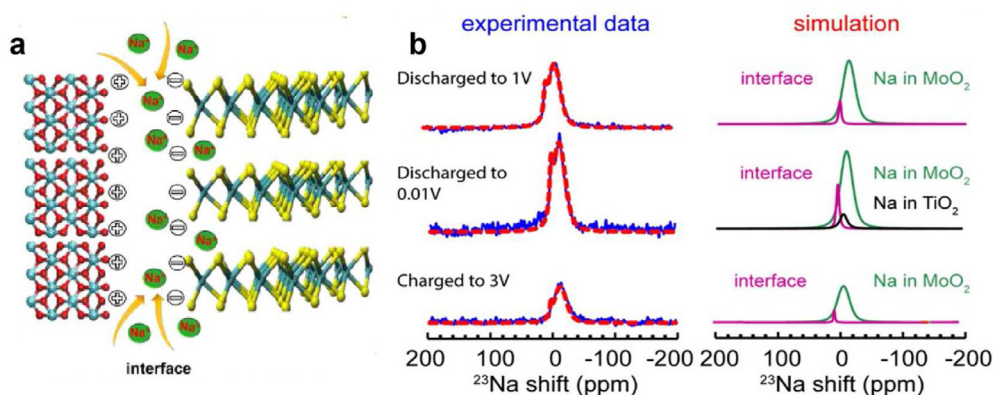 a
Na⁺
Na⁺
Na⁺
Na⁺
Na⁺
Na⁺
Na⁺
Na⁺
Na⁺
Na⁺
interface
b
experimental data
simulation
Discharged to 1V
interface
Na in MoO₂
Discharged to
0.01V
interface
Na in MoO₂
Na in TiO₂
Charged to 3V
interface
Na in MoO₂
200 100 0 -100 -200
200 100 0 -100 -200
²³Na shift (ppm)
²³Na shift (ppm)